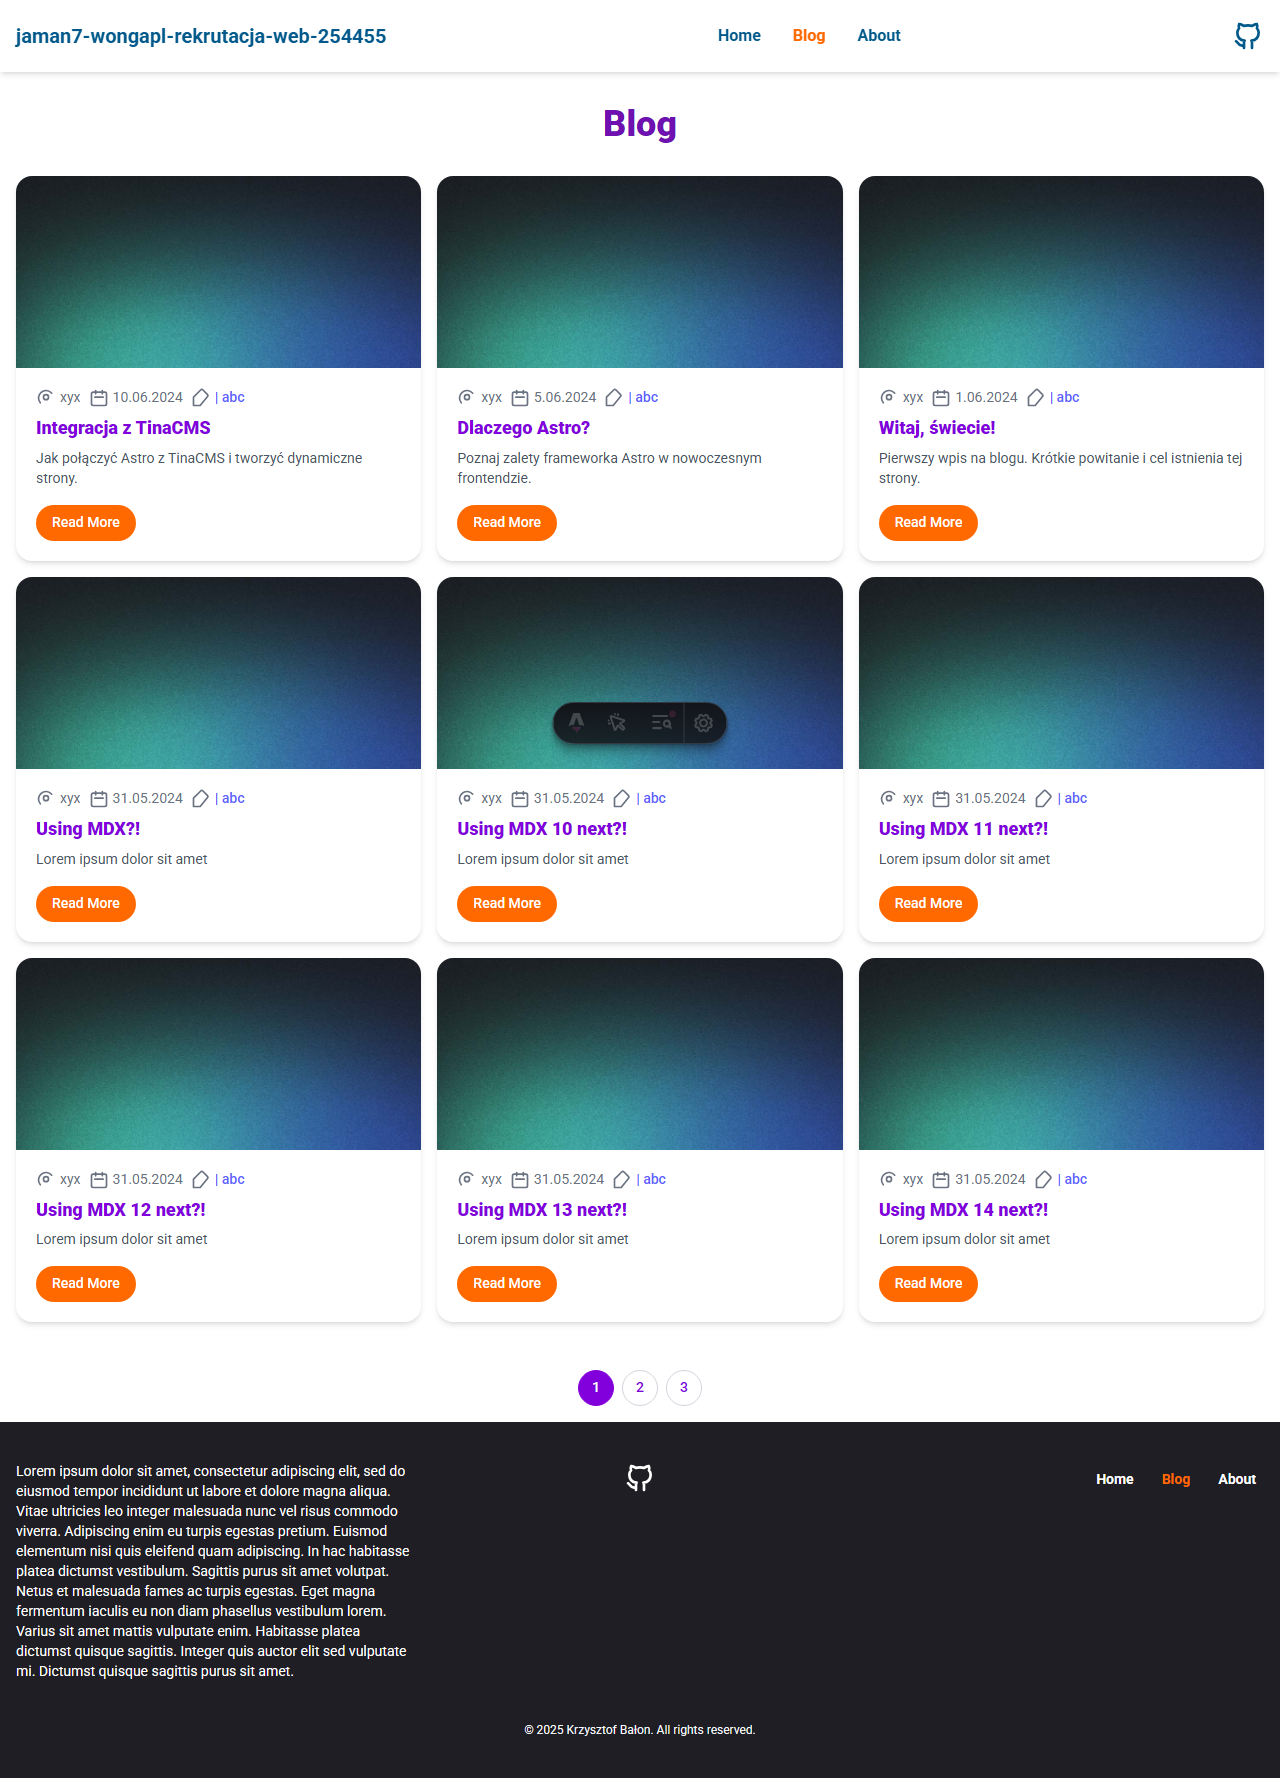 jaman7-wongapl-rekrutacja-web-254455
Home Blog About
Blog
xyx 10.06.2024 | abc
Integracja z TinaCMS
Jak połączyć Astro z TinaCMS i tworzyć dynamiczne
strony.
Read More
xyx 5.06.2024 | abc
Dlaczego Astro?
Poznaj zalety frameworka Astro w nowoczesnym
frontendzie.
Read More
xyx 1.06.2024 | abc
Witaj, świecie!
Pierwszy wpis na blogu. Krótkie powitanie i cel istnienia tej
strony.
Read More
xyx 31.05.2024 | abc
Using MDX?!
Lorem ipsum dolor sit amet
Read More
xyx 31.05.2024 | abc
Using MDX 10 next?!
Lorem ipsum dolor sit amet
Read More
xyx 31.05.2024 | abc
Using MDX 11 next?!
Lorem ipsum dolor sit amet
Read More
xyx 31.05.2024 | abc
Using MDX 12 next?!
Lorem ipsum dolor sit amet
Read More
xyx 31.05.2024 | abc
Using MDX 13 next?!
Lorem ipsum dolor sit amet
Read More
xyx 31.05.2024 | abc
Using MDX 14 next?!
Lorem ipsum dolor sit amet
Read More
1 2 3
Lorem ipsum dolor sit amet, consectetur adipiscing elit, sed do
eiusmod tempor incididunt ut labore et dolore magna aliqua.
Vitae ultricies leo integer malesuada nunc vel risus commodo
viverra. Adipiscing enim eu turpis egestas pretium. Euismod
elementum nisi quis eleifend quam adipiscing. In hac habitasse
platea dictumst vestibulum. Sagittis purus sit amet volutpat.
Netus et malesuada fames ac turpis egestas. Eget magna
fermentum iaculis eu non diam phasellus vestibulum lorem.
Varius sit amet mattis vulputate enim. Habitasse platea
dictumst quisque sagittis. Integer quis auctor elit sed vulputate
mi. Dictumst quisque sagittis purus sit amet.
Home Blog About
© 2025 Krzysztof Bałon. All rights reserved.